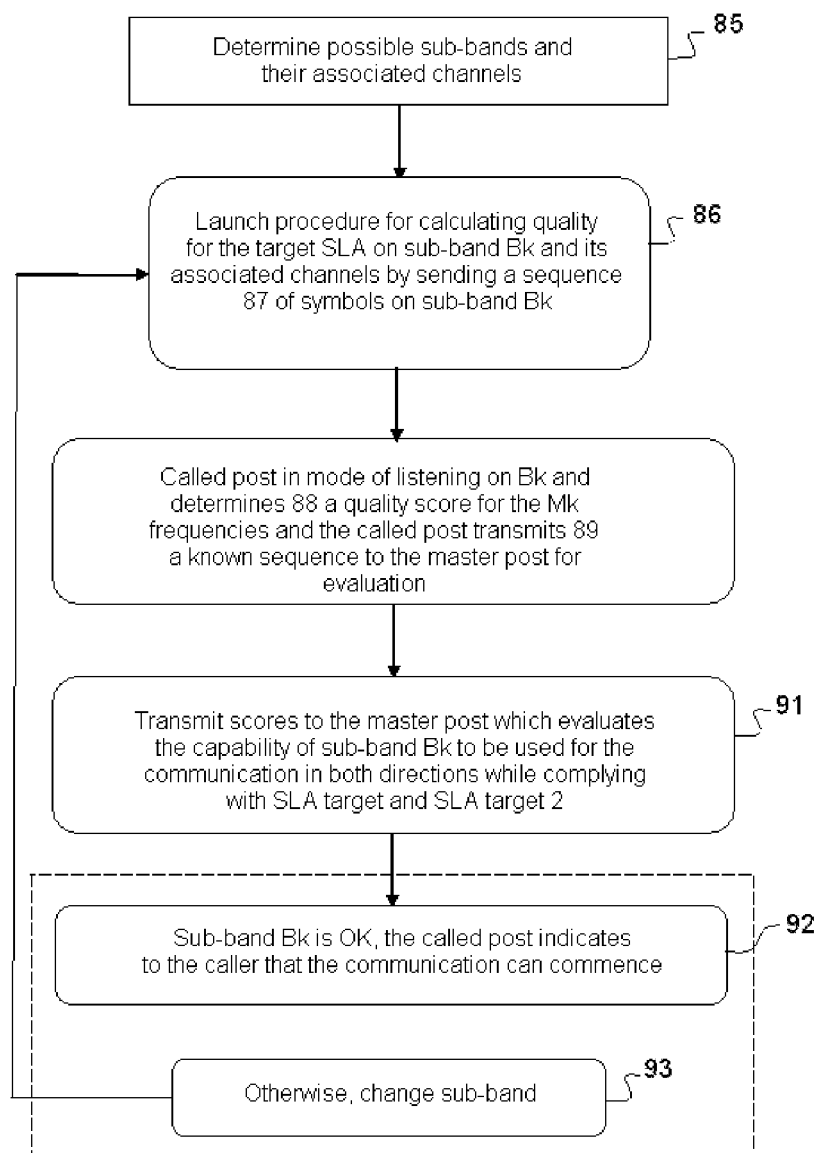 Determine possible sub-bands and
their associated channels
85
Launch procedure for calculating quality
for the target SLA on sub-band Bk and its
associated channels by sending a sequence
87 of symbols on sub-band Bk
86
Called post in mode of listening on Bk and
determines 88 a quality score for the Mk
frequencies and the called post transmits 89
a known sequence to the master post for
evaluation
Transmit scores to the master post which evaluates
the capability of sub-band Bk to be used for the
communication in both directions while complying
with SLA target and SLA target 2
91
Sub-band Bk is OK, the called post indicates
to the caller that the communication can commence
92
Otherwise, change sub-band
93